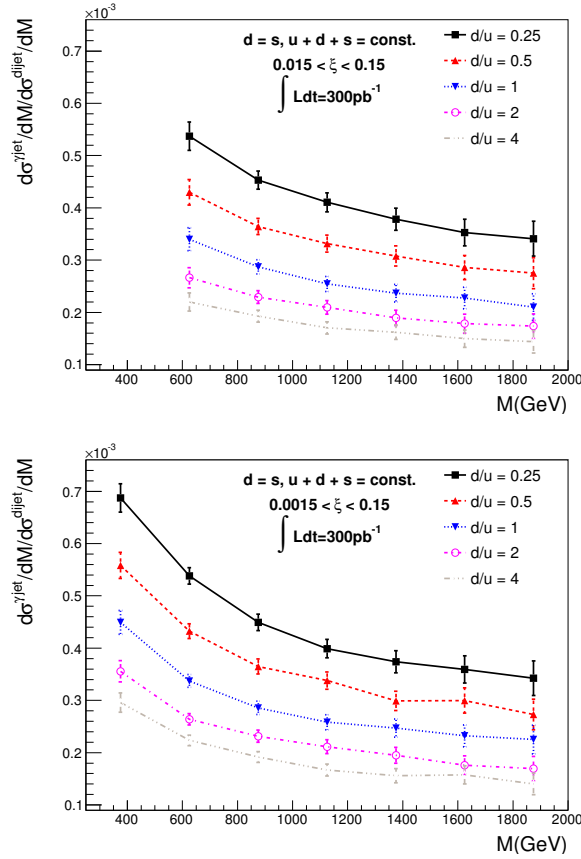 ×10⁻³
0.7
0.6
0.5
0.4
0.3
0.2
0.1
dσ^γjet/dM/dσ^dijet/dM
d = s, u + d + s = const.
0.015 < ξ < 0.15
∫ Ldt=300pb⁻¹
d/u = 0.25
d/u = 0.5
d/u = 1
d/u = 2
d/u = 4
400 600 800 1000 1200 1400 1600 1800 2000
M(GeV)
×10⁻³
0.7
0.6
0.5
0.4
0.3
0.2
0.1
dσ^γjet/dM/dσ^dijet/dM
d = s, u + d + s = const.
0.0015 < ξ < 0.15
∫ Ldt=300pb⁻¹
d/u = 0.25
d/u = 0.5
d/u = 1
d/u = 2
d/u = 4
400 600 800 1000 1200 1400 1600 1800 2000
M(GeV)